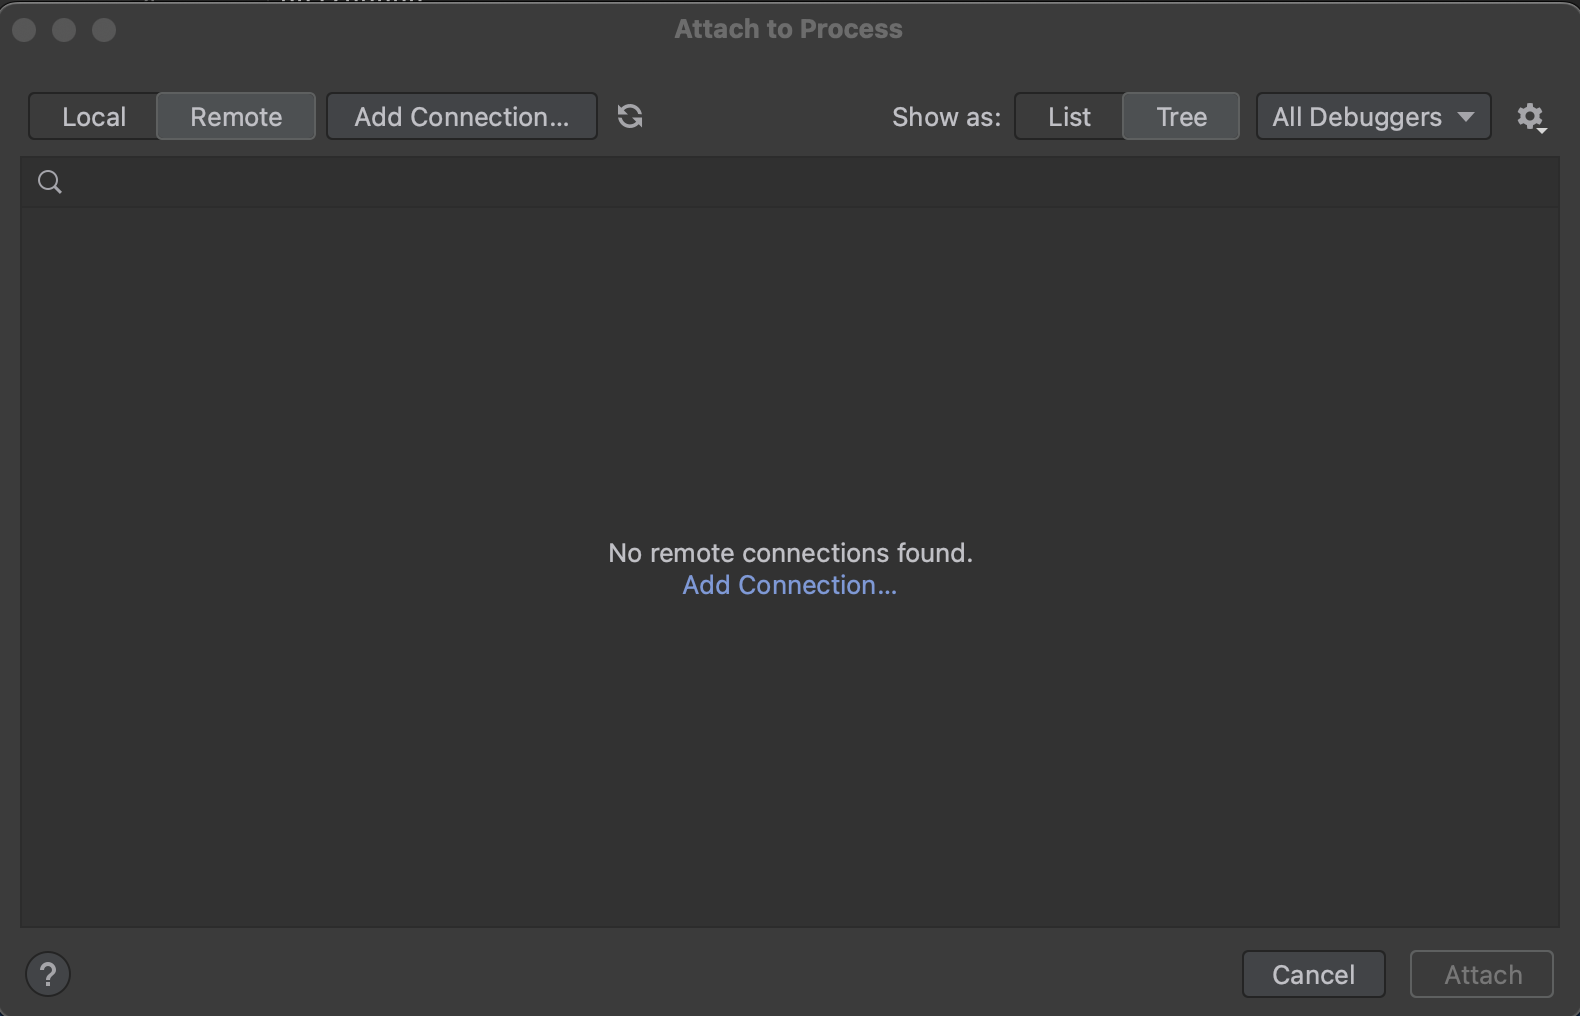 Attach to Process
Local Remote Add Connection... Show as: List Tree All Debuggers
No remote connections found.
Add Connection...
? Cancel Attach